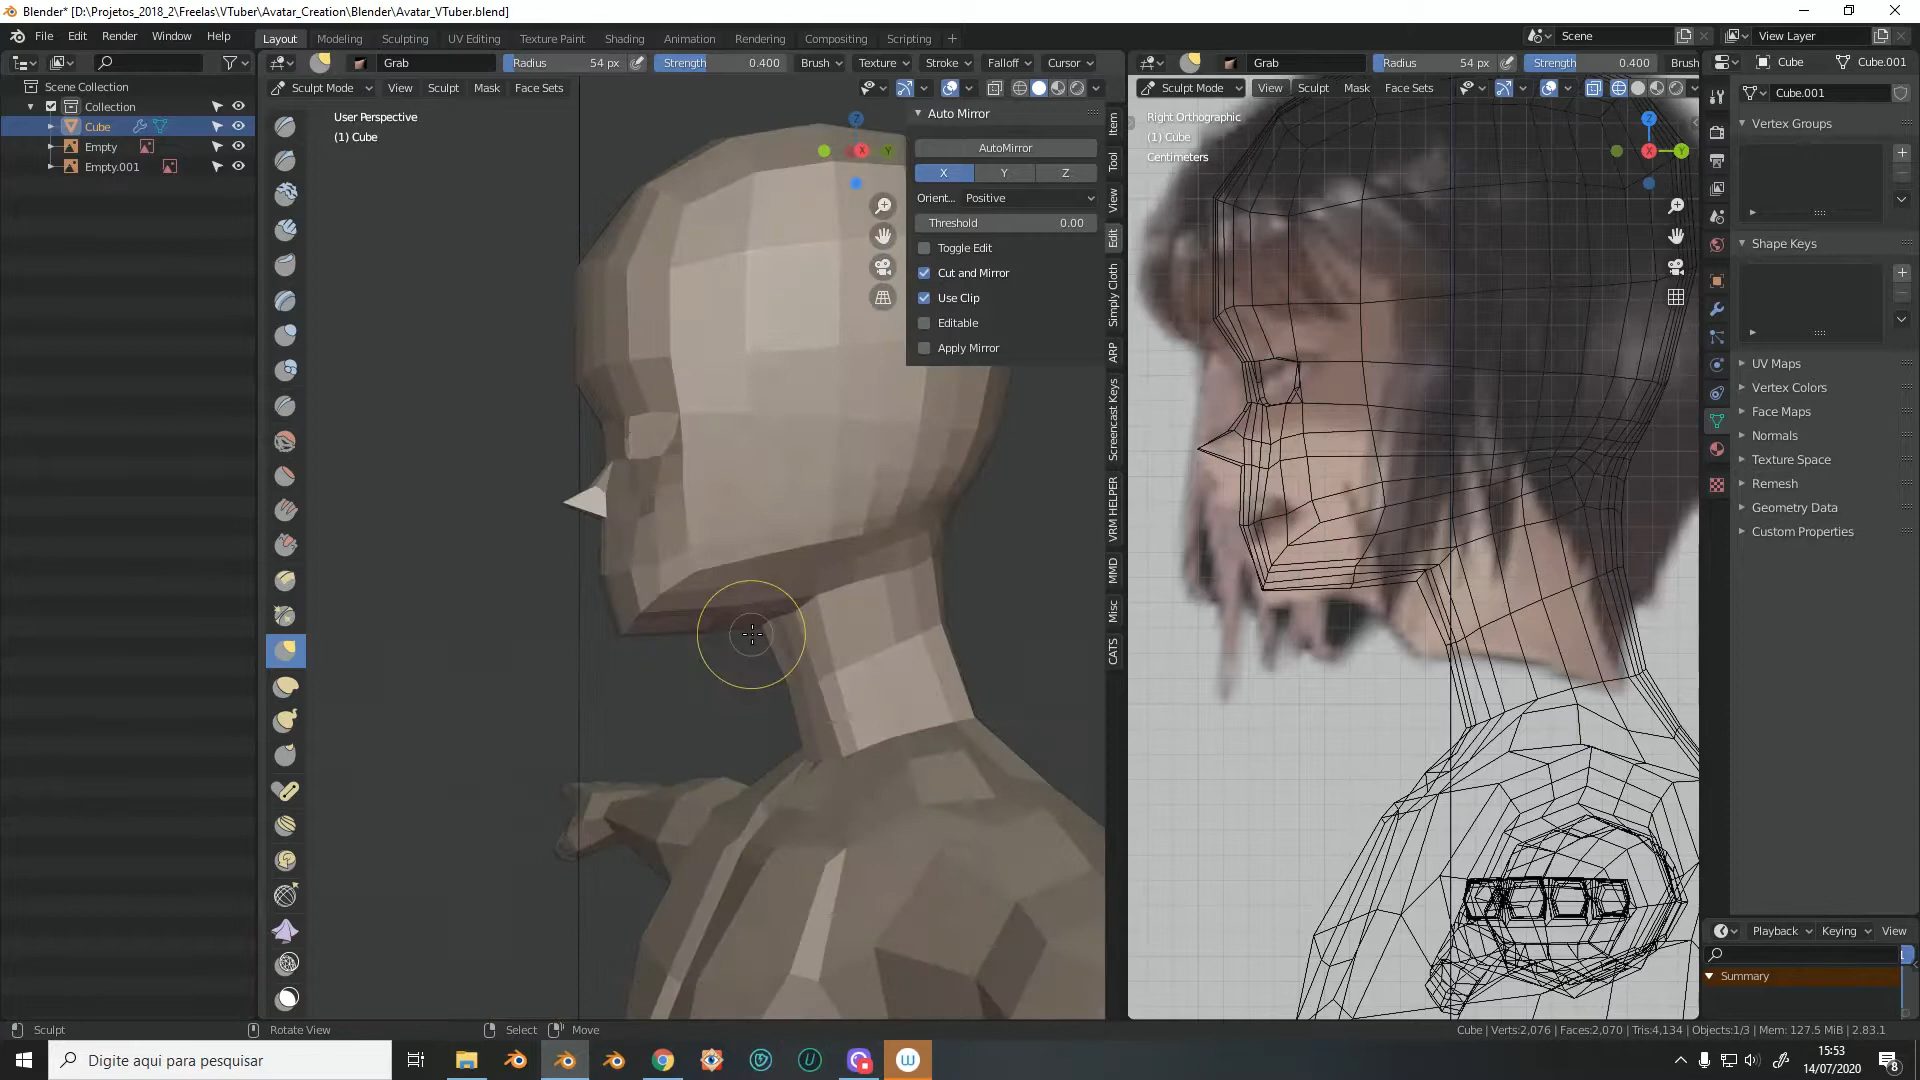 Blender* [D:\Projetos_2018_2\Freelas\VTuber\Avatar_Creation\Blender\Avatar_VTuber.blend]
File Edit Render Window Help
Layout Modeling Sculpting UV Editing Texture Paint Shading Animation Rendering Compositing Scripting +
Scene
View Layer
Grab Radius 54 px Strength 0.400 Brush Texture Stroke Falloff Cursor
Grab Radius 54 px Strength 0.400 Brush
Cube Cube.001
Sculpt Mode View Sculpt Mask Face Sets
Sculpt Mode View Sculpt Mask Face Sets
Cube.001
Scene Collection
Collection
Cube
Empty
Empty.001
User Perspective
(1) Cube
Auto Mirror
AutoMirror
X Y Z
Orient... Positive
Threshold 0.00
Toggle Edit
Cut and Mirror
Use Clip
Editable
Apply Mirror
Z
X
Y
Item
Tool
View
Edit
Simply Cloth
ARP
Screencast Keys
VRM HELPER
MMD
Misc
CATS
Right Orthographic
(1) Cube
Centimeters
Z
X
Y
Vertex Groups
Shape Keys
UV Maps
Vertex Colors
Face Maps
Normals
Texture Space
Remesh
Geometry Data
Custom Properties
Playback Keying View
1
Summary
Sculpt
Rotate View
Select
Move
Cube | Verts:2,076 | Faces:2,070 | Tris:4,134 | Objects:1/3 | Mem: 127.5 MiB | 2.83.1
Digite aqui para pesquisar
15:53
14/07/2020
8